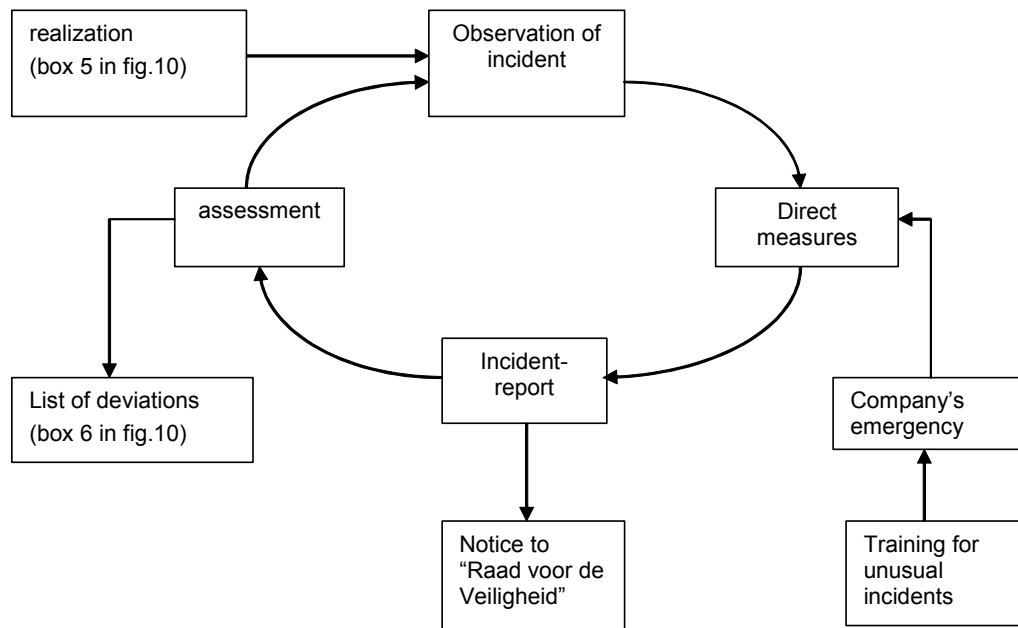 realization
(box 5 in fig.10)
Observation of
incident
assessment
Direct
measures
Incident-
report
List of deviations
(box 6 in fig.10)
Company’s
emergency
Notice to
“Raad voor de
Veiligheid”
Training for
unusual
incidents